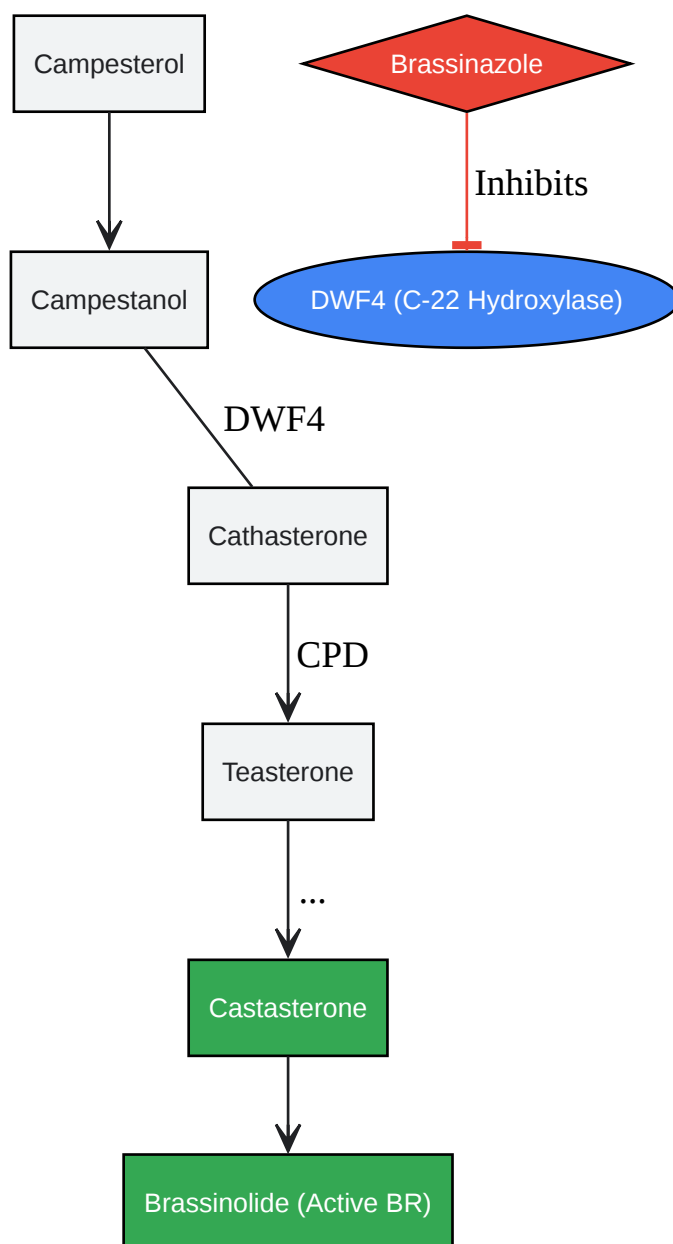 Campesterol
Brassinazole
Inhibits
Campestanol
DWF4 (C-22 Hydroxylase)
DWF4
Cathasterone
CPD
Teasterone
...
Castasterone
Brassinolide (Active BR)